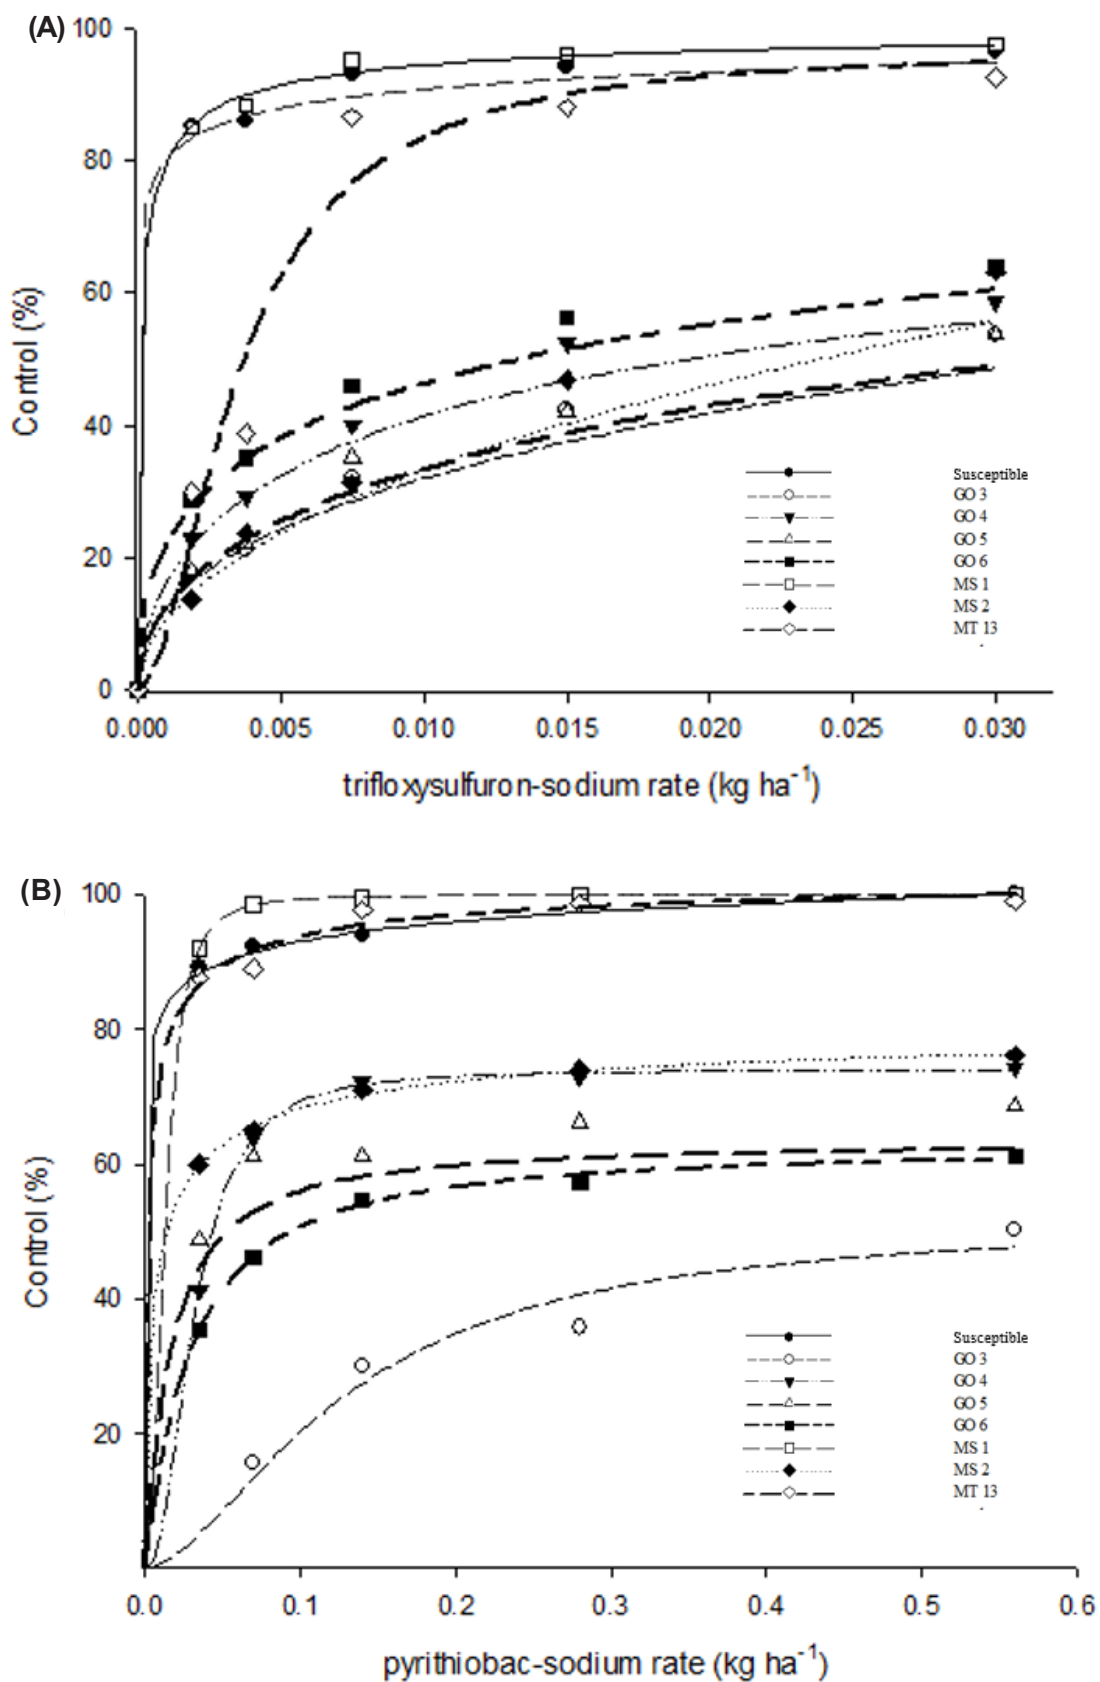 (A)
100
80
60
40
20
0
Control (%)
Susceptible
GO 3
GO 4
GO 5
GO 6
MS 1
MS 2
MT 13
0.000 0.005 0.010 0.015 0.020 0.025 0.030
trifloxysulfuron-sodium rate (kg ha⁻¹)
(B)
100
80
60
40
20
Control (%)
Susceptible
GO 3
GO 4
GO 5
GO 6
MS 1
MS 2
MT 13
0.0 0.1 0.2 0.3 0.4 0.5 0.6
pyrithiobac-sodium rate (kg ha⁻¹)